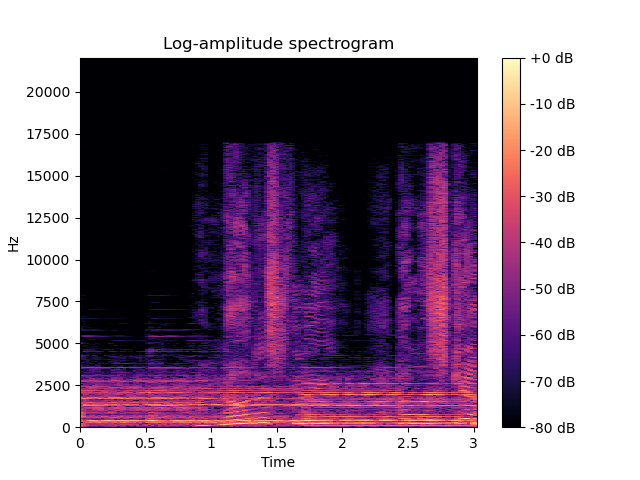 Log-amplitude spectrogram
Hz
20000
17500
15000
12500
10000
7500
5000
2500
0
0 0.5 1 1.5 2 2.5 3
Time
+0 dB
-10 dB
-20 dB
-30 dB
-40 dB
-50 dB
-60 dB
-70 dB
-80 dB